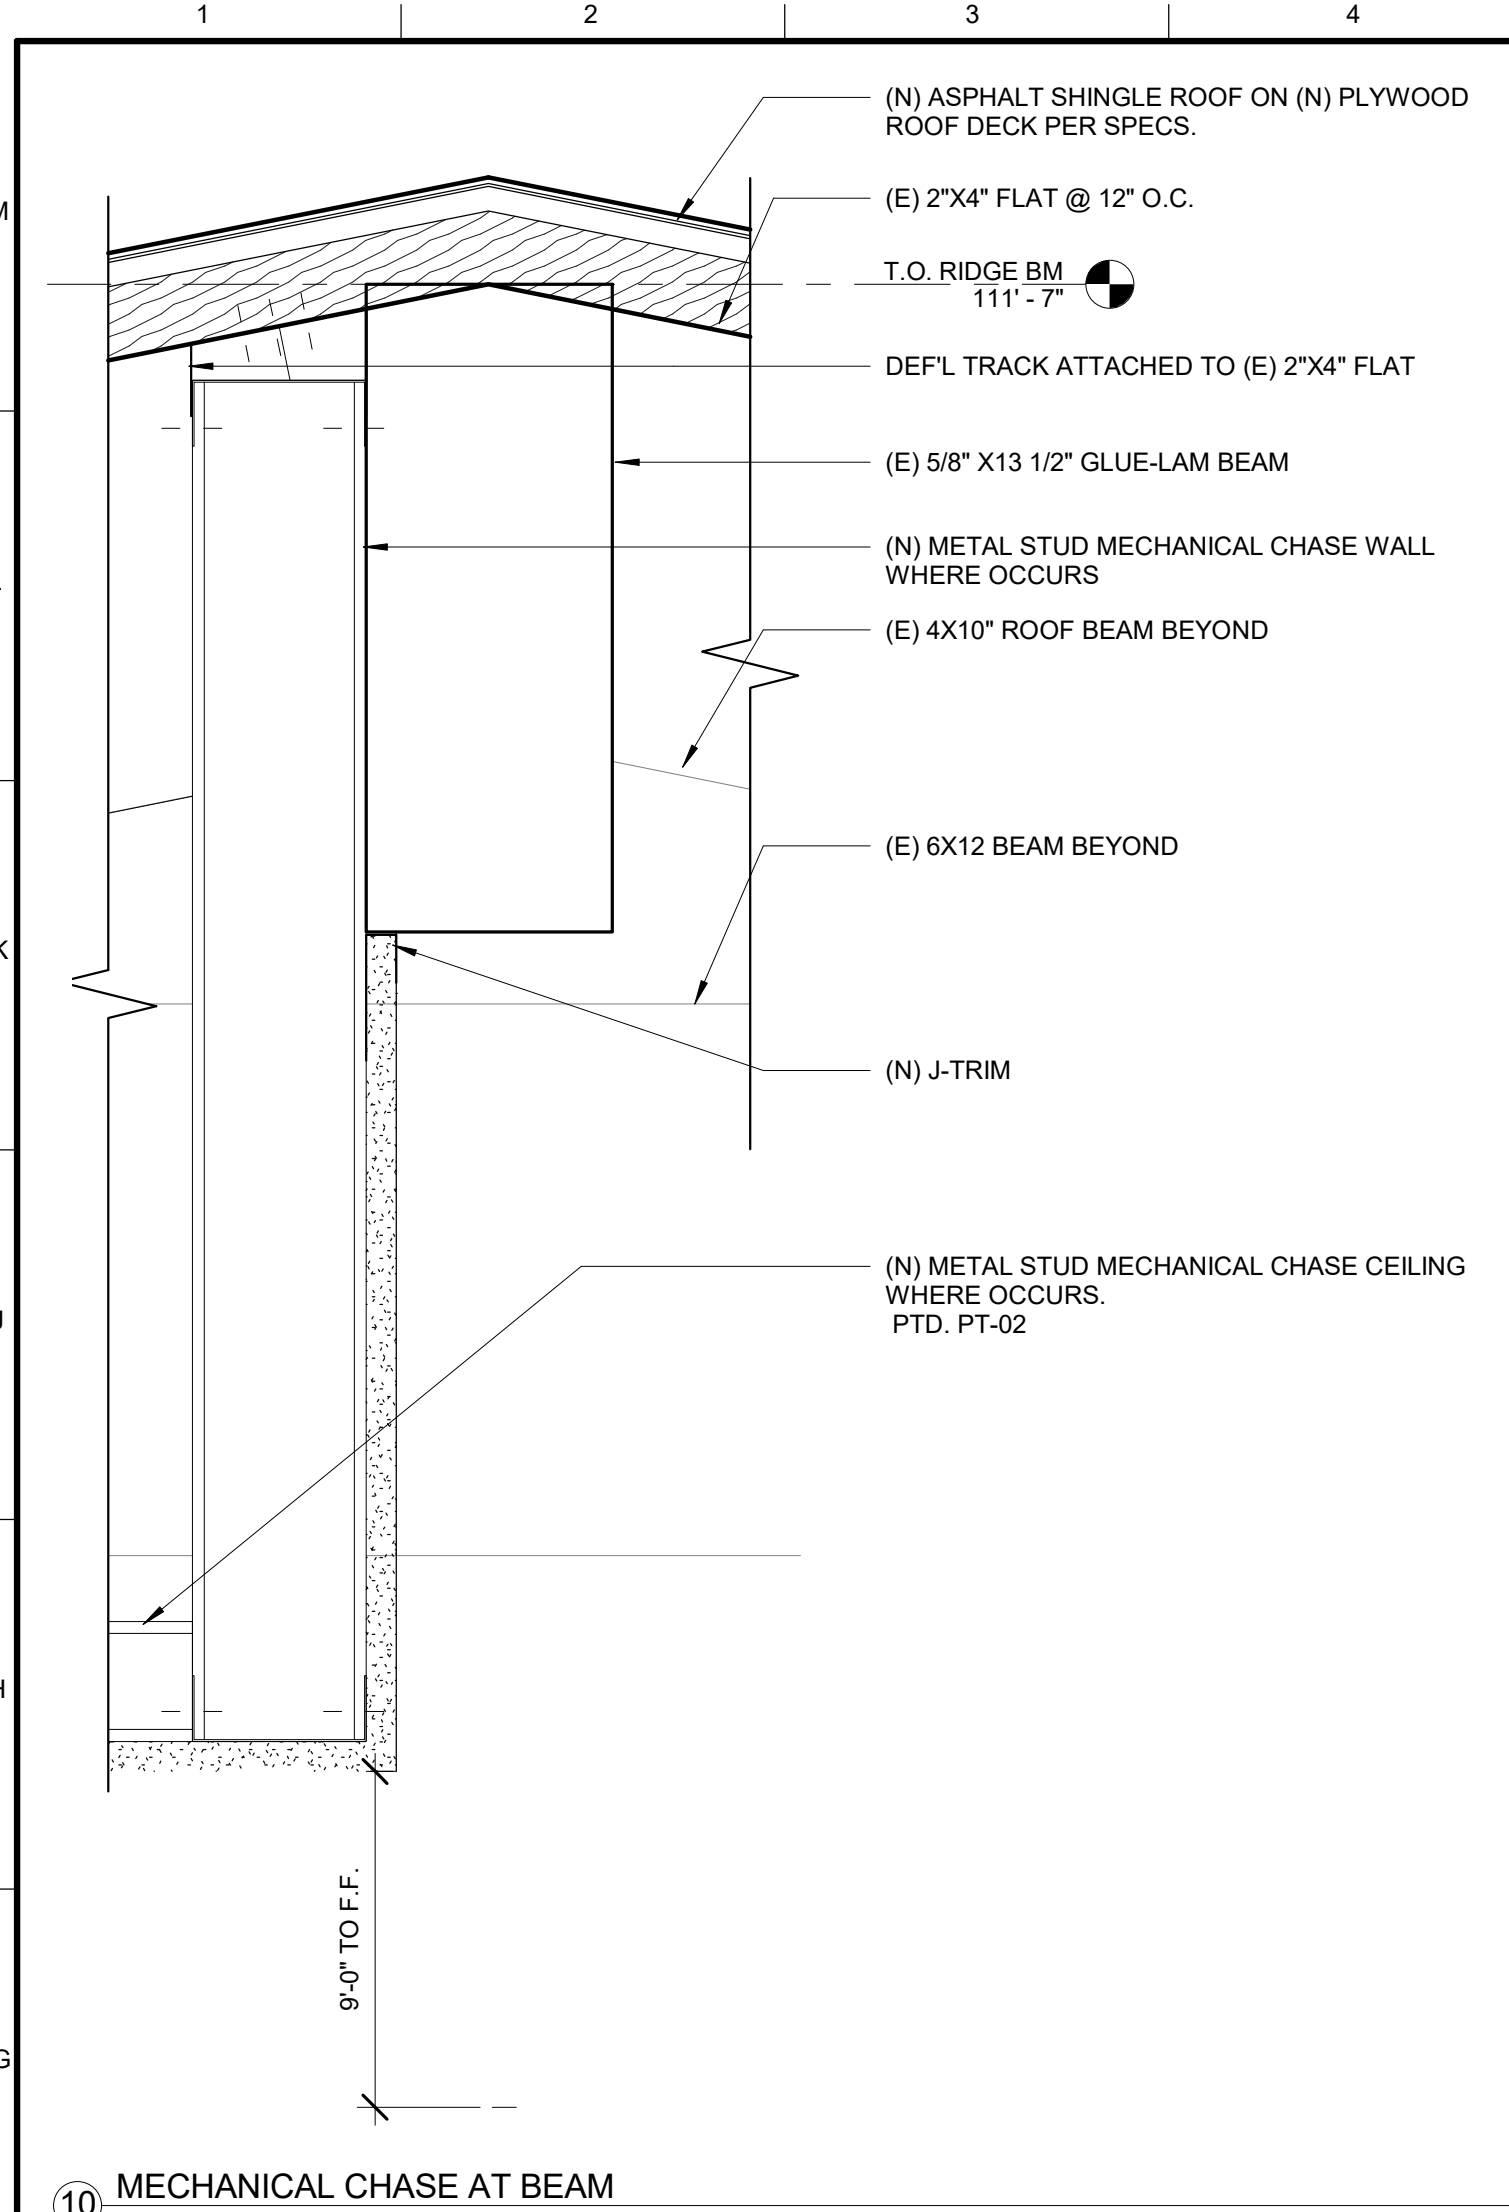 1 2 3 4
(N) ASPHALT SHINGLE ROOF ON (N) PLYWOOD
ROOF DECK PER SPECS.
M
(E) 2"X4" FLAT @ 12" O.C.
T.O. RIDGE BM
111' - 7"
DEF'L TRACK ATTACHED TO (E) 2"X4" FLAT
(E) 5/8" X13 1/2" GLUE-LAM BEAM
(N) METAL STUD MECHANICAL CHASE WALL
WHERE OCCURS
(E) 4X10" ROOF BEAM BEYOND
(E) 6X12 BEAM BEYOND
K
(N) J-TRIM
(N) METAL STUD MECHANICAL CHASE CEILING
WHERE OCCURS.
PTD. PT-02
J
H
9'-0" TO F.F.
G
10 MECHANICAL CHASE AT BEAM